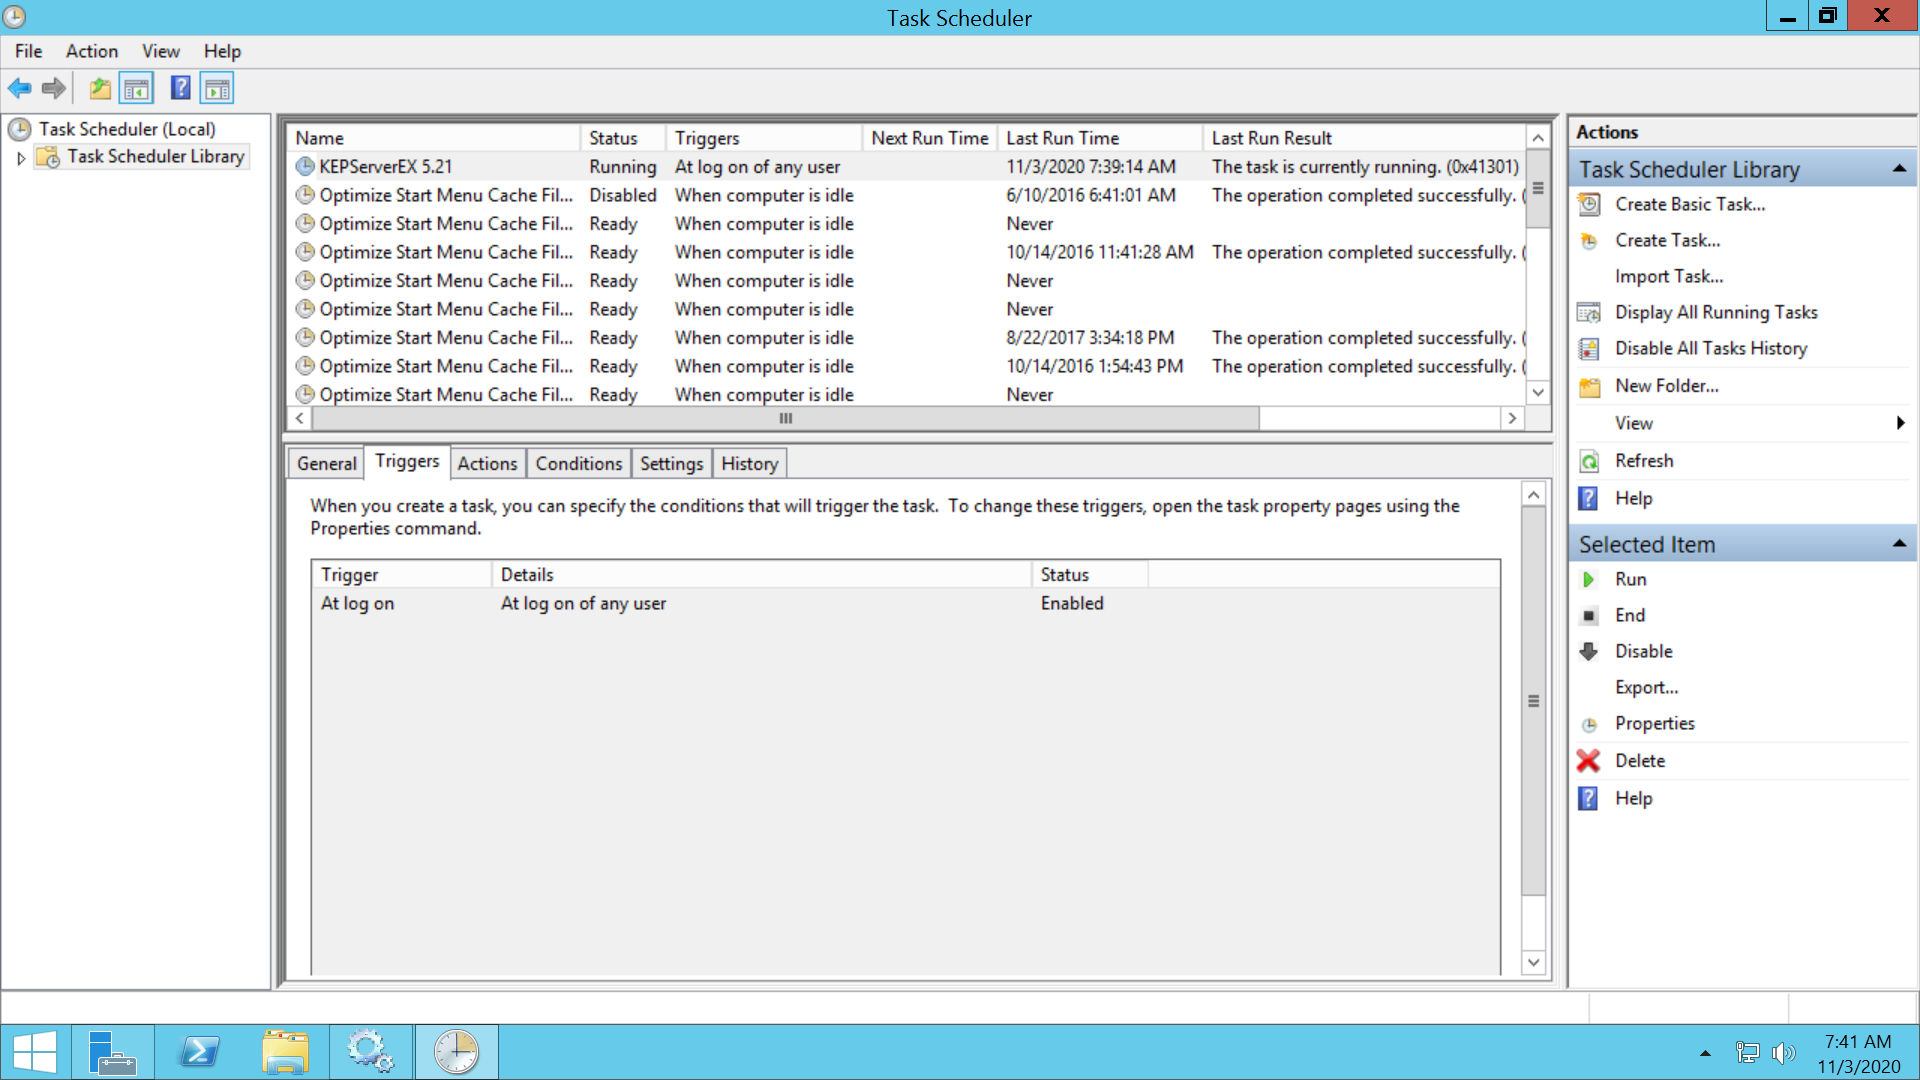 Task Scheduler
File Action View Help
Task Scheduler (Local)
Task Scheduler Library
Name Status Triggers Next Run Time Last Run Time Last Run Result
KEPServerEX 5.21 Running At log on of any user 11/3/2020 7:39:14 AM The task is currently running. (0x41301)
Optimize Start Menu Cache Fil... Disabled When computer is idle 6/10/2016 6:41:01 AM The operation completed successfully. (
Optimize Start Menu Cache Fil... Ready When computer is idle Never
Optimize Start Menu Cache Fil... Ready When computer is idle 10/14/2016 11:41:28 AM The operation completed successfully. (
Optimize Start Menu Cache Fil... Ready When computer is idle Never
Optimize Start Menu Cache Fil... Ready When computer is idle Never
Optimize Start Menu Cache Fil... Ready When computer is idle 8/22/2017 3:34:18 PM The operation completed successfully. (
Optimize Start Menu Cache Fil... Ready When computer is idle 10/14/2016 1:54:43 PM The operation completed successfully. (
Optimize Start Menu Cache Fil... Ready When computer is idle Never
General Triggers Actions Conditions Settings History
When you create a task, you can specify the conditions that will trigger the task. To change these triggers, open the task property pages using the
Properties command.
Trigger Details Status
At log on At log on of any user Enabled
Actions
Task Scheduler Library
Create Basic Task...
Create Task...
Import Task...
Display All Running Tasks
Disable All Tasks History
New Folder...
View
Refresh
Help
Selected Item
Run
End
Disable
Export...
Properties
Delete
Help
7:41 AM
11/3/2020